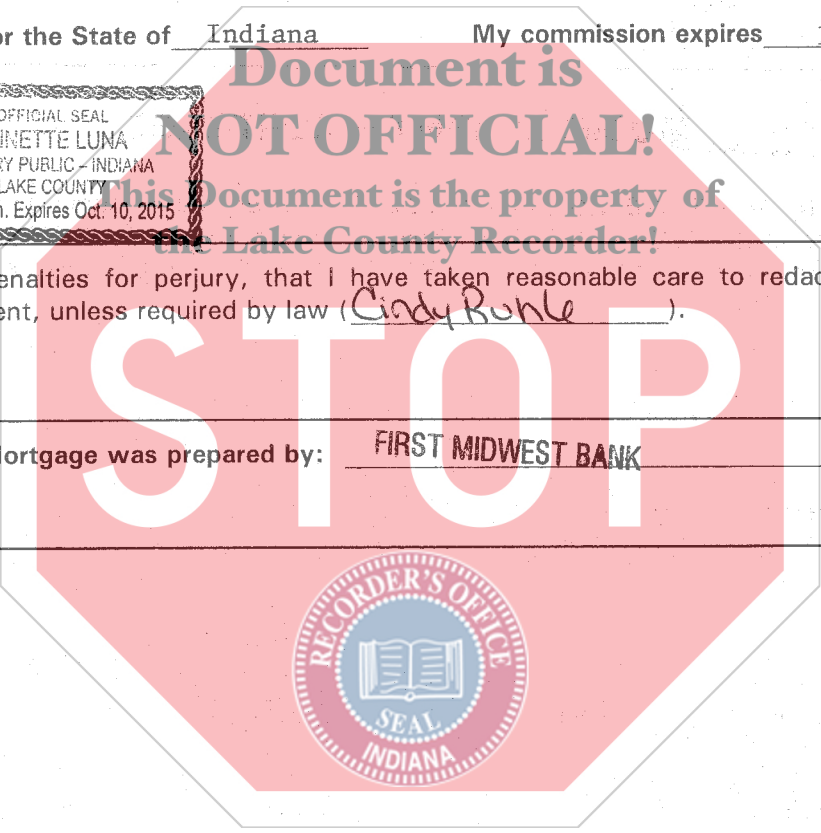 or the State of Indiana My commission expires
Document is
NOT OFFICIAL!
This Document is the property of
the Lake County Recorder!
OFFICIAL SEAL
NETTE LUNA
RY PUBLIC – INDIANA
LAKE COUNTY
. Expires Oct. 10, 2015
enalties for perjury, that I have taken reasonable care to redac
ent, unless required by law (Cindy Ruhle).
STOP
ortgage was prepared by: FIRST MIDWEST BANK
RECORDER'S OFFICE
SEAL
INDIANA